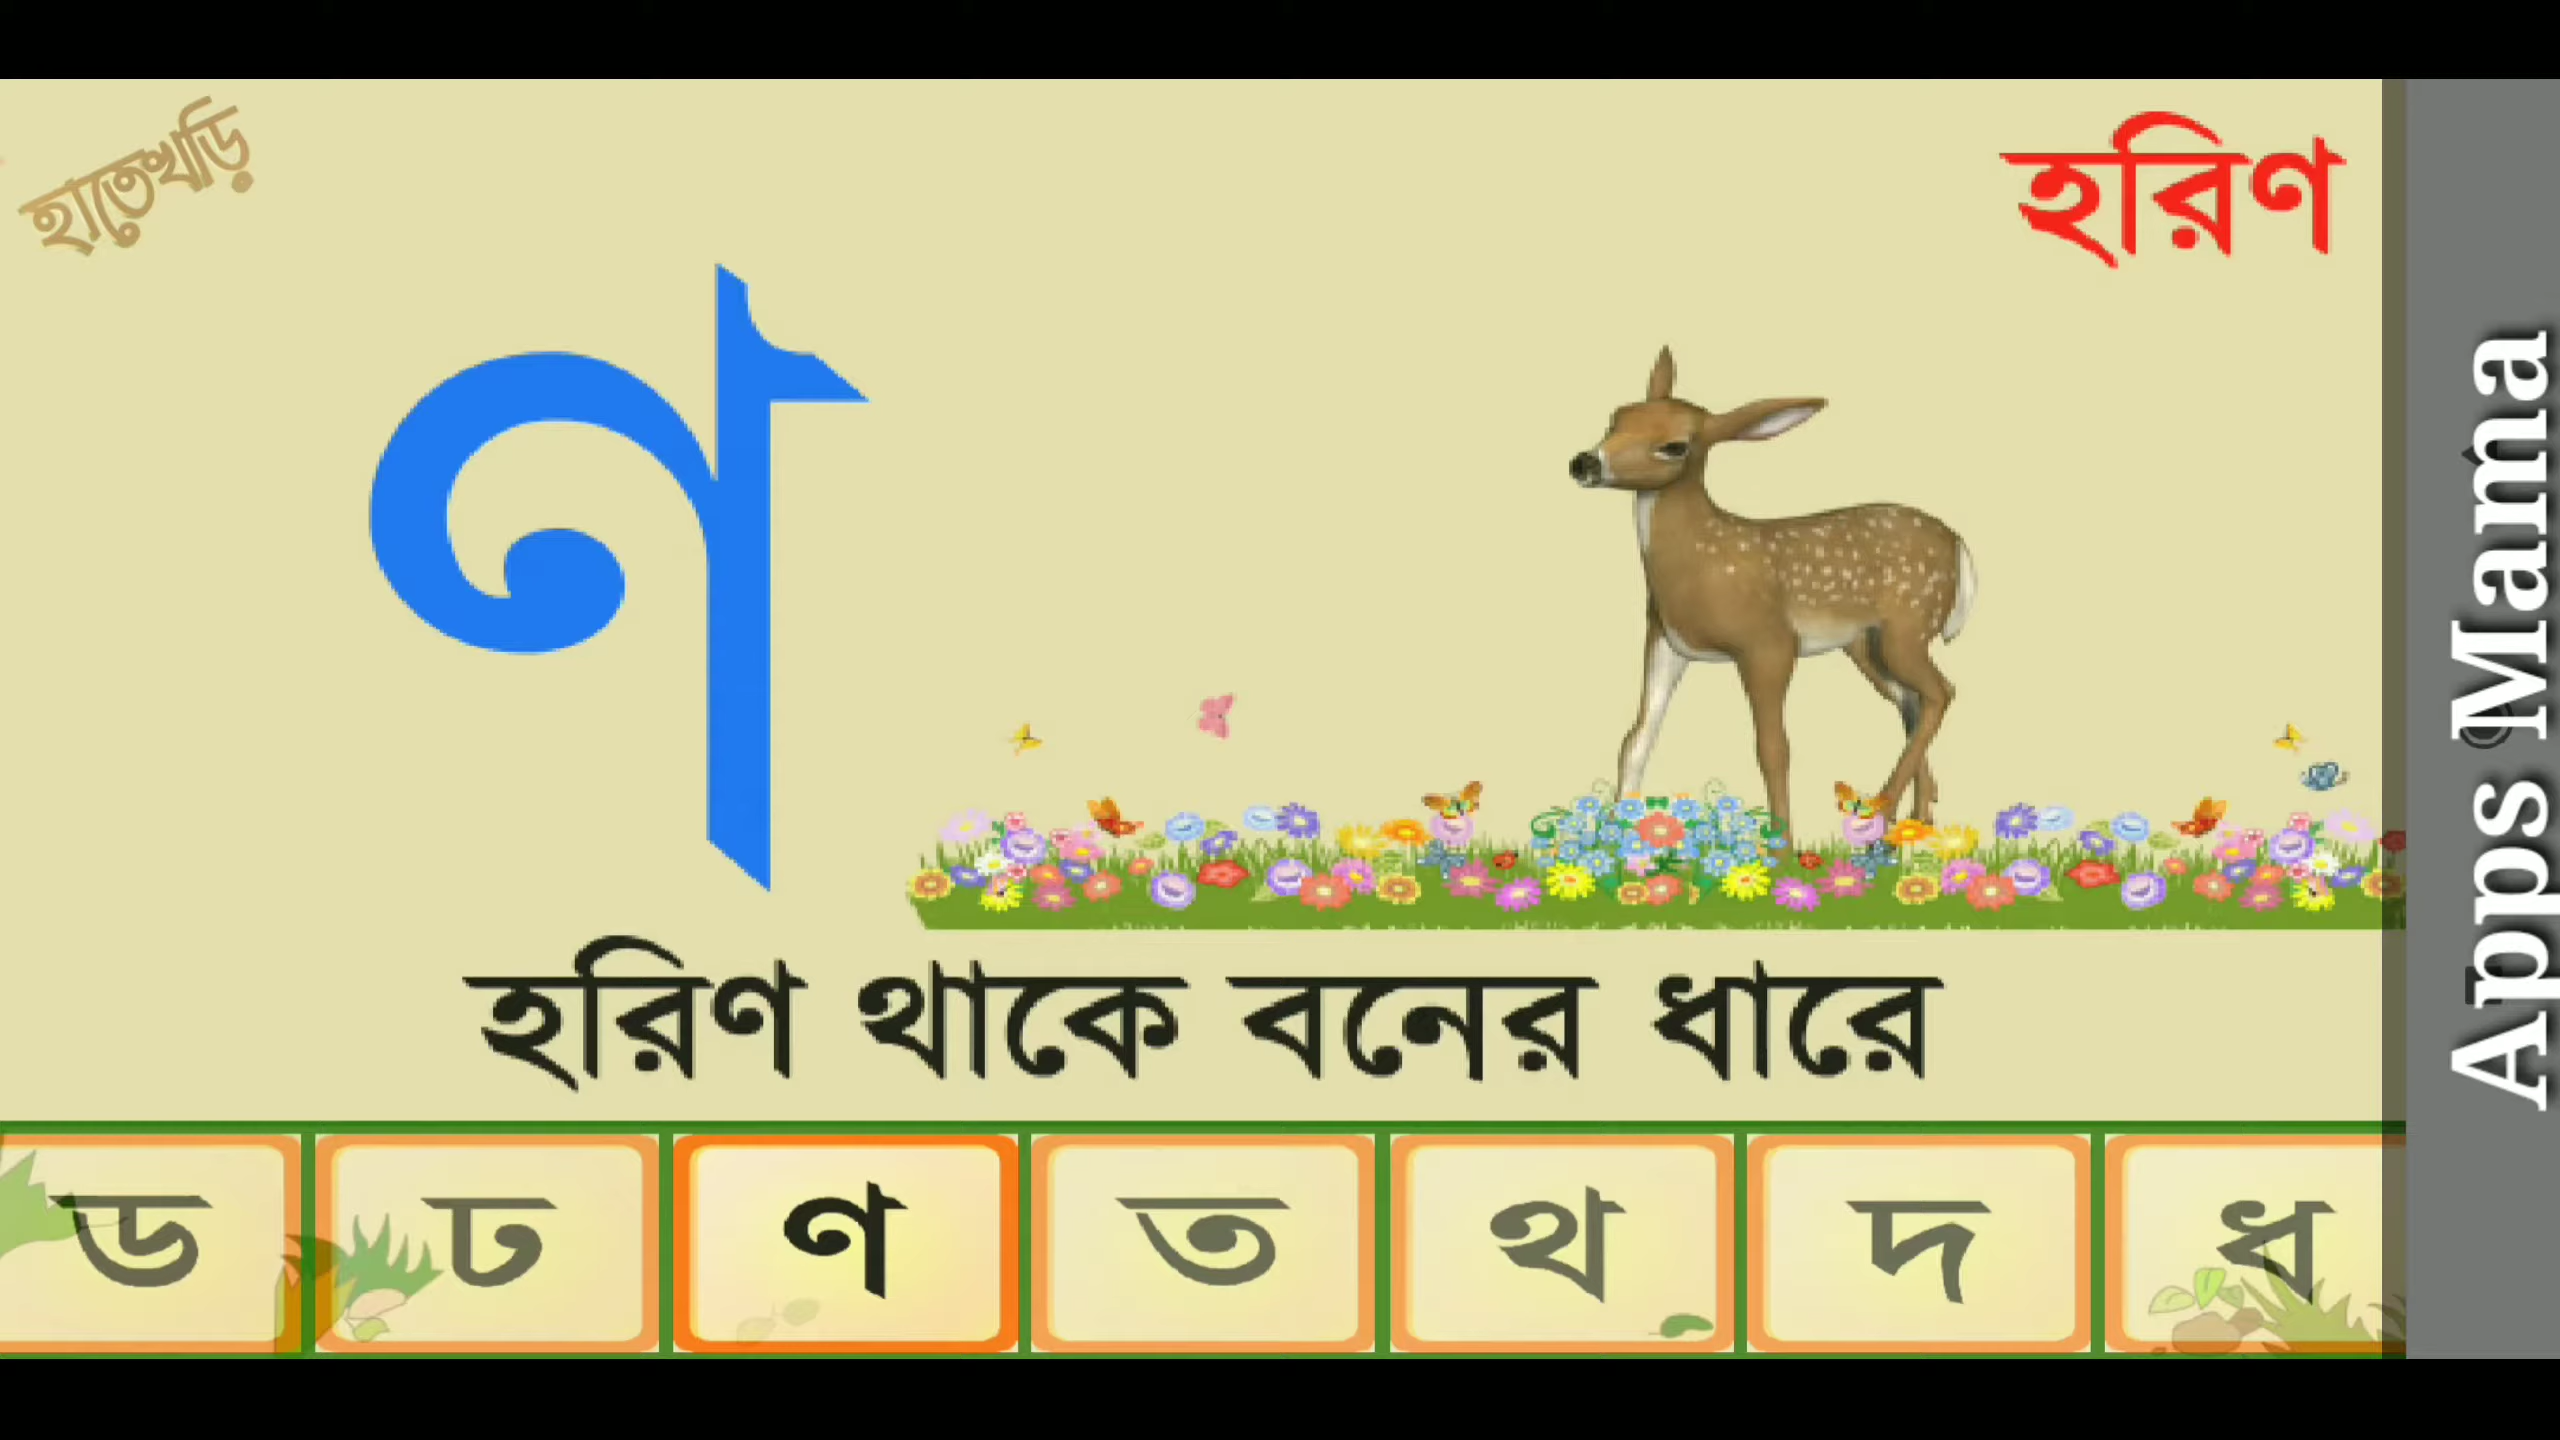 হাতেখড়ি
হরিণ
ণ
হরিণ থাকে বনের ধারে
ড ঢ ণ ত থ দ ধ
Apps Mama